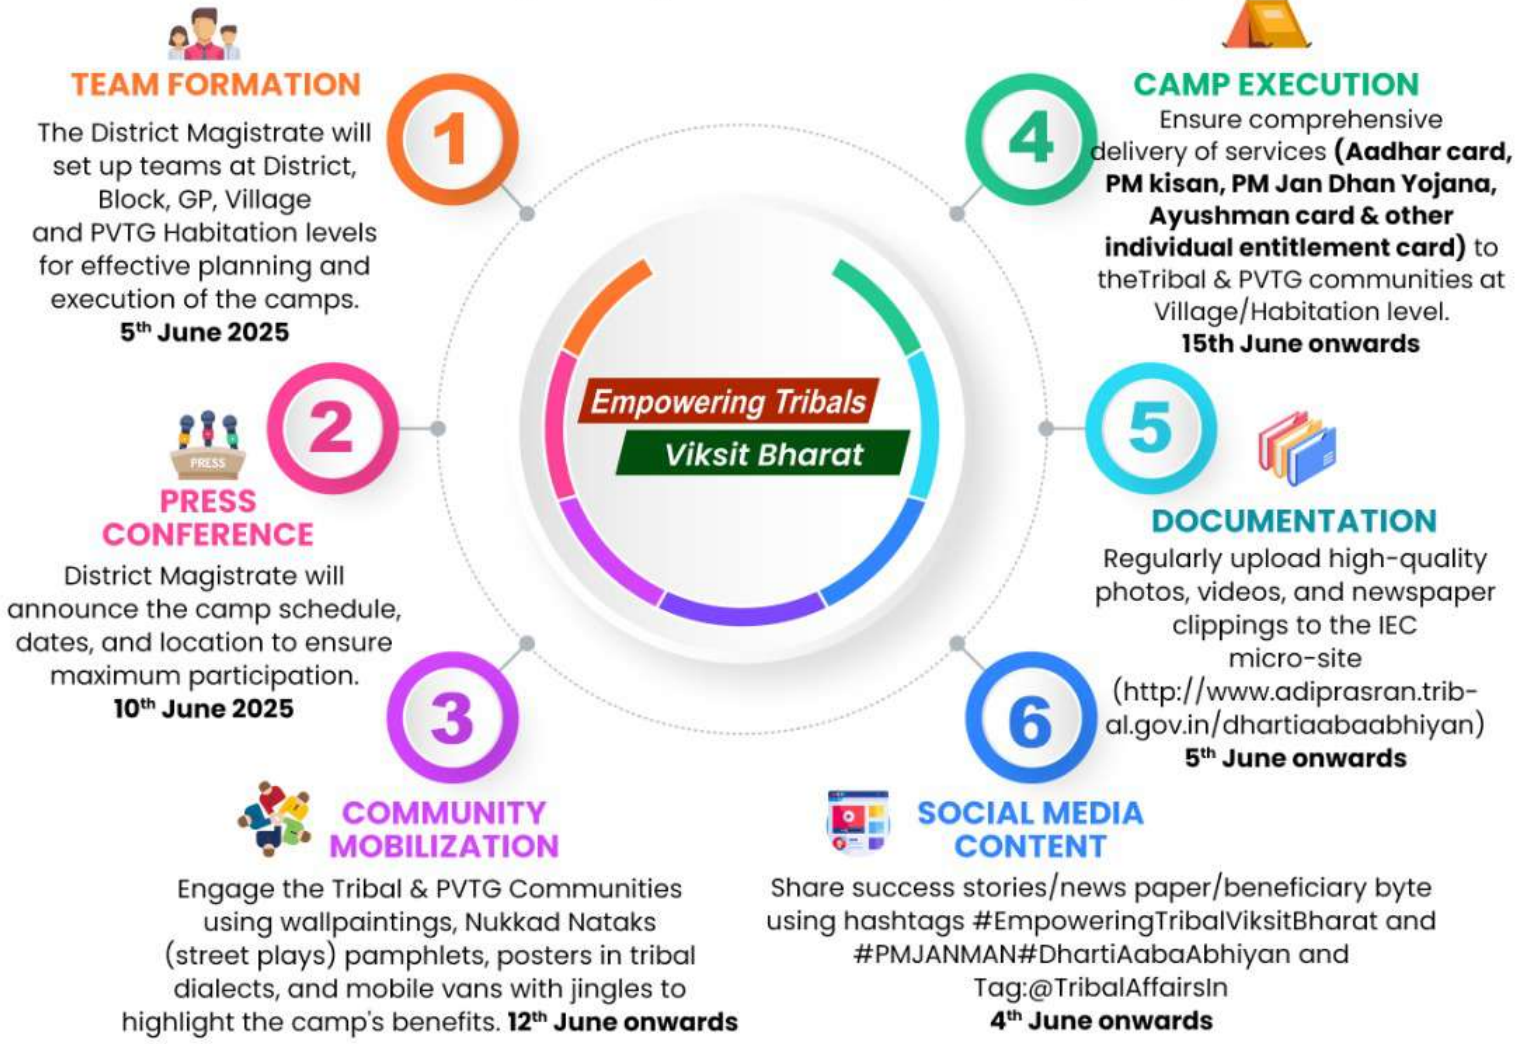 TEAM FORMATION
The District Magistrate will
set up teams at District,
Block, GP, Village
and PVTG Habitation levels
for effective planning and
execution of the camps.
5th June 2025
1
2
PRESS
PRESS
CONFERENCE
District Magistrate will
announce the camp schedule,
dates, and location to ensure
maximum participation.
10th June 2025
3
COMMUNITY
MOBILIZATION
Engage the Tribal & PVTG Communities
using wallpaintings, Nukkad Nataks
(street plays) pamphlets, posters in tribal
dialects, and mobile vans with jingles to
highlight the camp's benefits. 12th June onwards
Empowering Tribals
Viksit Bharat
4
CAMP EXECUTION
Ensure comprehensive
delivery of services (Aadhar card,
PM kisan, PM Jan Dhan Yojana,
Ayushman card & other
individual entitlement card) to
theTribal & PVTG communities at
Village/Habitation level.
15th June onwards
5
DOCUMENTATION
Regularly upload high-quality
photos, videos, and newspaper
clippings to the IEC
micro-site
(http://www.adiprasran.trib-
al.gov.in/dhartiaabaabhiyan)
5th June onwards
6
SOCIAL MEDIA
CONTENT
Share success stories/news paper/beneficiary byte
using hashtags #EmpoweringTribalViksitBharat and
#PMJANMAN#DhartiAabaAbhiyan and
Tag:@TribalAffairsIn
4th June onwards